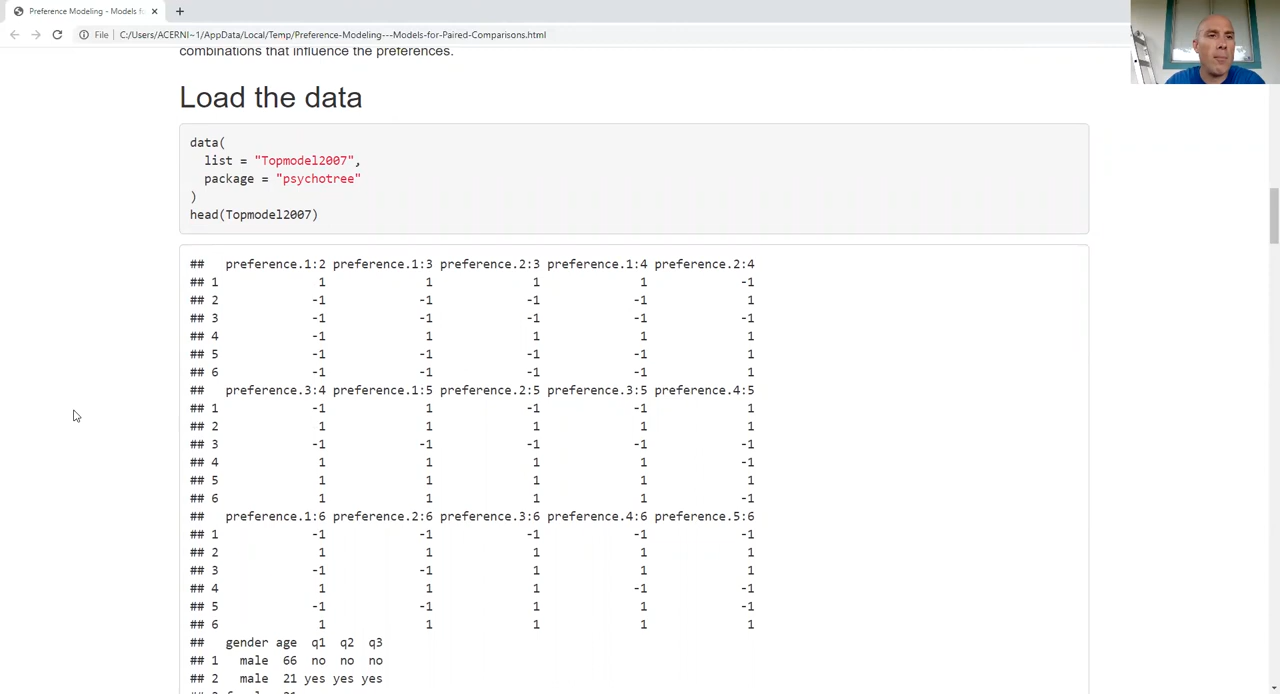 Preference Modeling - Models fo
File | C:/Users/ACERNI~1/AppData/Local/Temp/Preference-Modeling---Models-for-Paired-Comparisons.html
combinations that influence the preferences.
Load the data
data(
list = "Topmodel2007",
package = "psychotree"
)
head(Topmodel2007)
## preference.1:2 preference.1:3 preference.2:3 preference.1:4 preference.2:4
## 1 1 1 1 1 -1
## 2 -1 -1 -1 -1 1
## 3 -1 -1 -1 -1 -1
## 4 -1 1 1 1 1
## 5 -1 -1 -1 -1 1
## 6 -1 -1 1 1 1
## preference.3:4 preference.1:5 preference.2:5 preference.3:5 preference.4:5
## 1 -1 1 -1 -1 1
## 2 1 1 1 1 1
## 3 -1 -1 -1 -1 -1
## 4 1 1 1 1 -1
## 5 1 1 1 1 1
## 6 1 1 1 1 -1
## preference.1:6 preference.2:6 preference.3:6 preference.4:6 preference.5:6
## 1 -1 -1 -1 -1 -1
## 2 1 1 1 1 1
## 3 -1 -1 1 1 1
## 4 1 1 1 -1 -1
## 5 -1 -1 1 1 -1
## 6 1 1 1 1 1
## gender age q1 q2 q3
## 1 male 66 no no no
## 2 male 21 yes yes yes